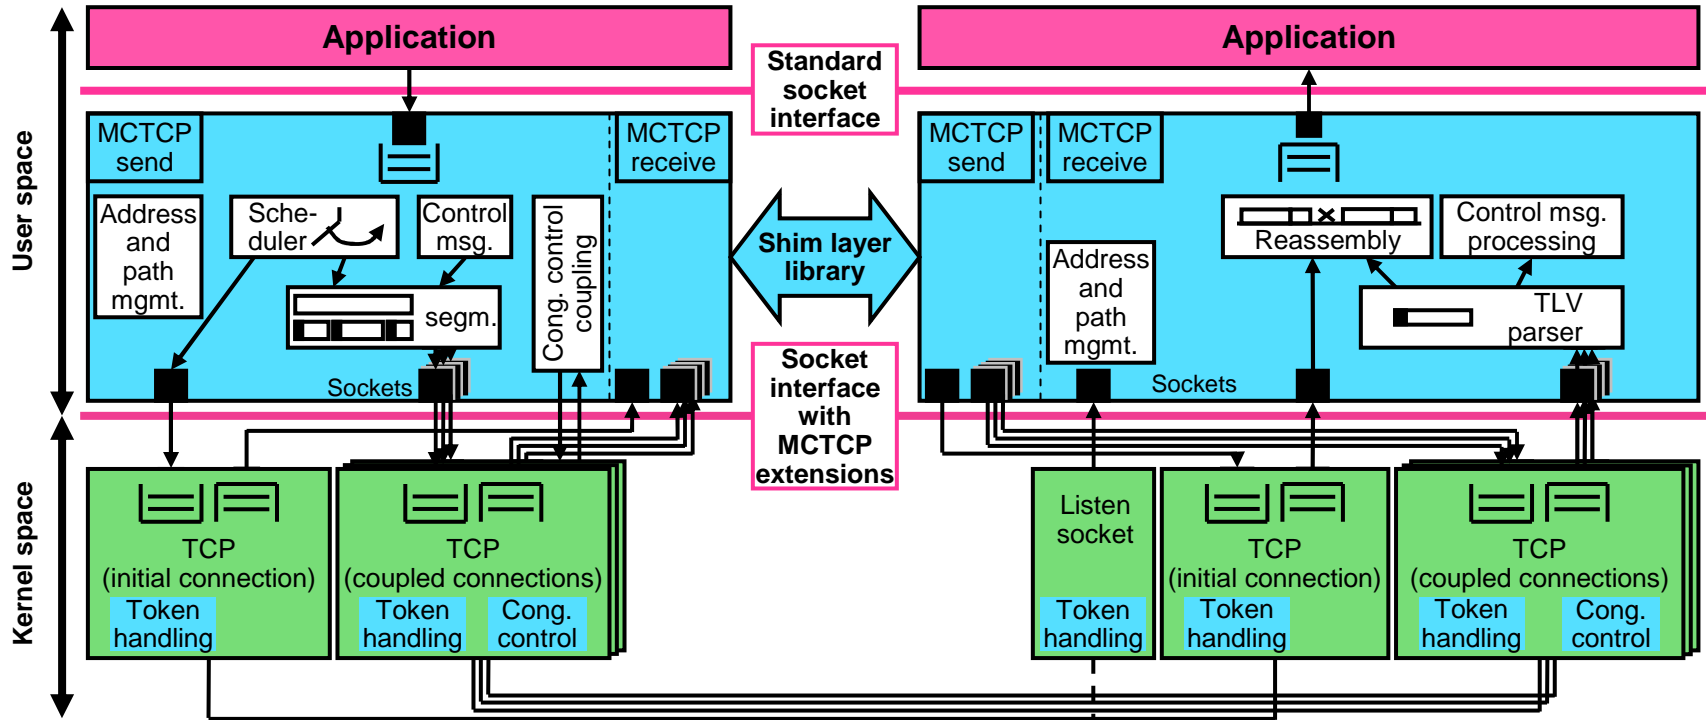 Application
Application
Standard
socket
interface
User space
MCTCP
send
MCTCP
receive
MCTCP
send
MCTCP
receive
Address
and
path
mgmt.
Sche-
duler
Control
msg.
segm.
Cong. control
coupling
Sockets
Shim layer
library
Address
and
path
mgmt.
Reassembly
Control msg.
processing
TLV
parser
Sockets
Socket
interface
with
MCTCP
extensions
Kernel space
TCP
(initial connection)
Token
handling
TCP
(coupled connections)
Token
handling
Cong.
control
Listen
socket
Token
handling
TCP
(initial connection)
Token
handling
TCP
(coupled connections)
Token
handling
Cong.
control